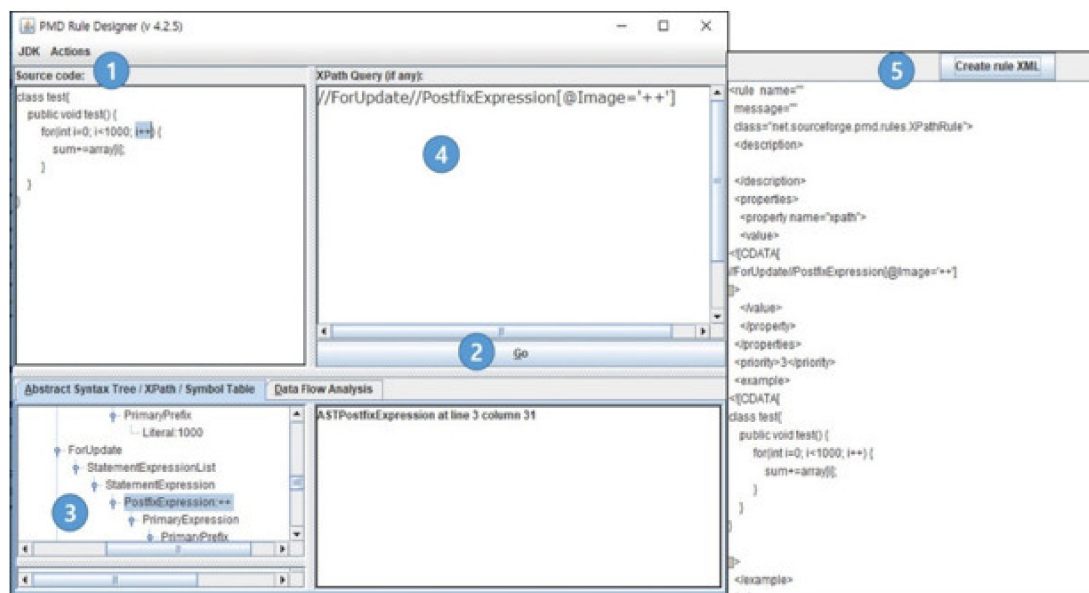 PMD Rule Designer (v 4.2.5)
JDK Actions
Source code:
1
class test{
public void test() {
for(int i=0; i<1000; i++) {
sum+=array[i];
}
}
}
XPath Query (if any):
//ForUpdate//PostfixExpression[@Image='++']
4
2
Go
Abstract Syntax Tree / XPath / Symbol Table
Data Flow Analysis
PrimaryPrefix
Literal:1000
ForUpdate
StatementExpressionList
StatementExpression
PostfixExpression:++
PrimaryExpression
PrimaryPrefix
3
ASTPostfixExpression at line 3 column 31
5
Create rule XML
<rule name=""
message=""
class="net.sourceforge.pmd.rules.XPathRule">
<description>
</description>
<properties>
<property name="xpath">
<value>
<![CDATA[
//ForUpdate//PostfixExpression[@Image='++']
]]>
</value>
</property>
</properties>
<priority>3</priority>
<example>
<![CDATA[
class test{
public void test() {
for(int i=0; i<1000; i++) {
sum+=array[i];
}
}
}
]]>
</example>